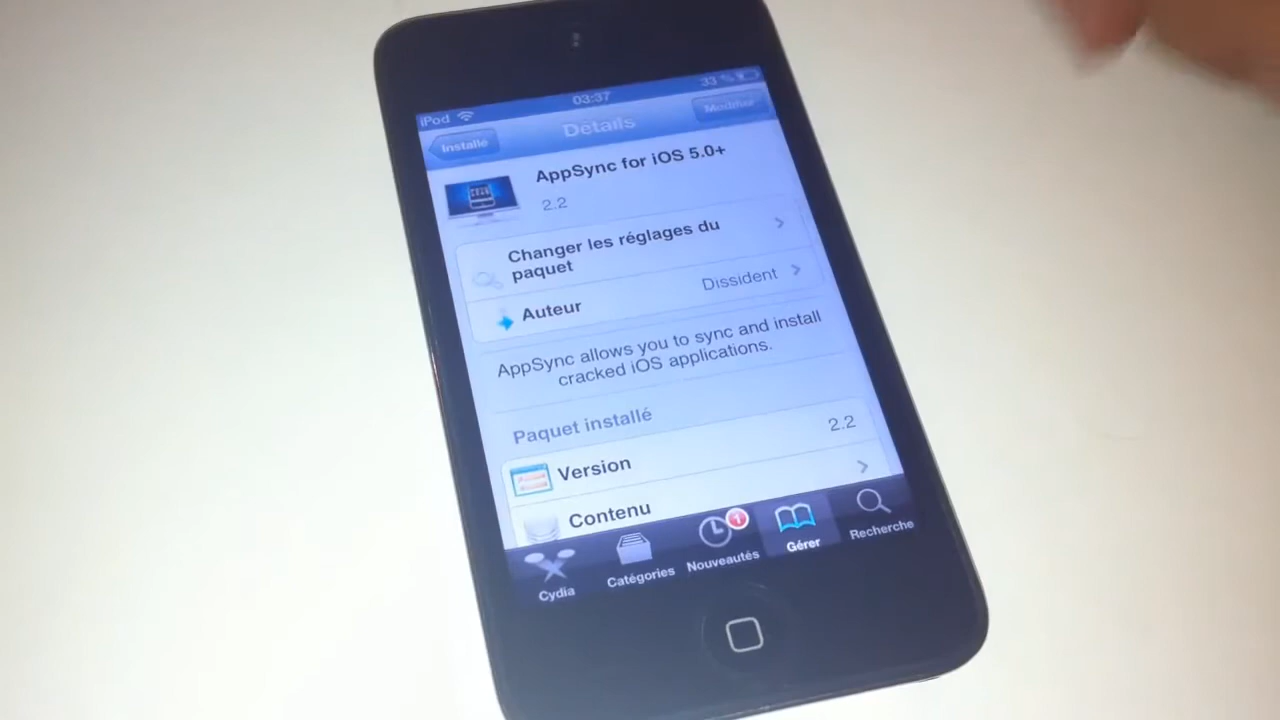 iPod 03:37 33 %
Installé Détails Modifier
AppSync for iOS 5.0+
2.2
Changer les réglages du
paquet
Auteur Dissident
AppSync allows you to sync and install
cracked iOS applications.
Paquet installé
Version 2.2
Contenu
Cydia Catégories Nouveautés 1 Gérer Recherche